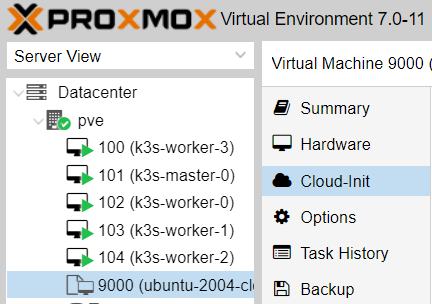 PROXMOX Virtual Environment 7.0-11
Server View
Virtual Machine 9000 (
Datacenter
pve
100 (k3s-worker-3)
101 (k3s-master-0)
102 (k3s-worker-0)
103 (k3s-worker-1)
104 (k3s-worker-2)
9000 (ubuntu-2004-cl
Summary
Hardware
Cloud-Init
Options
Task History
Backup